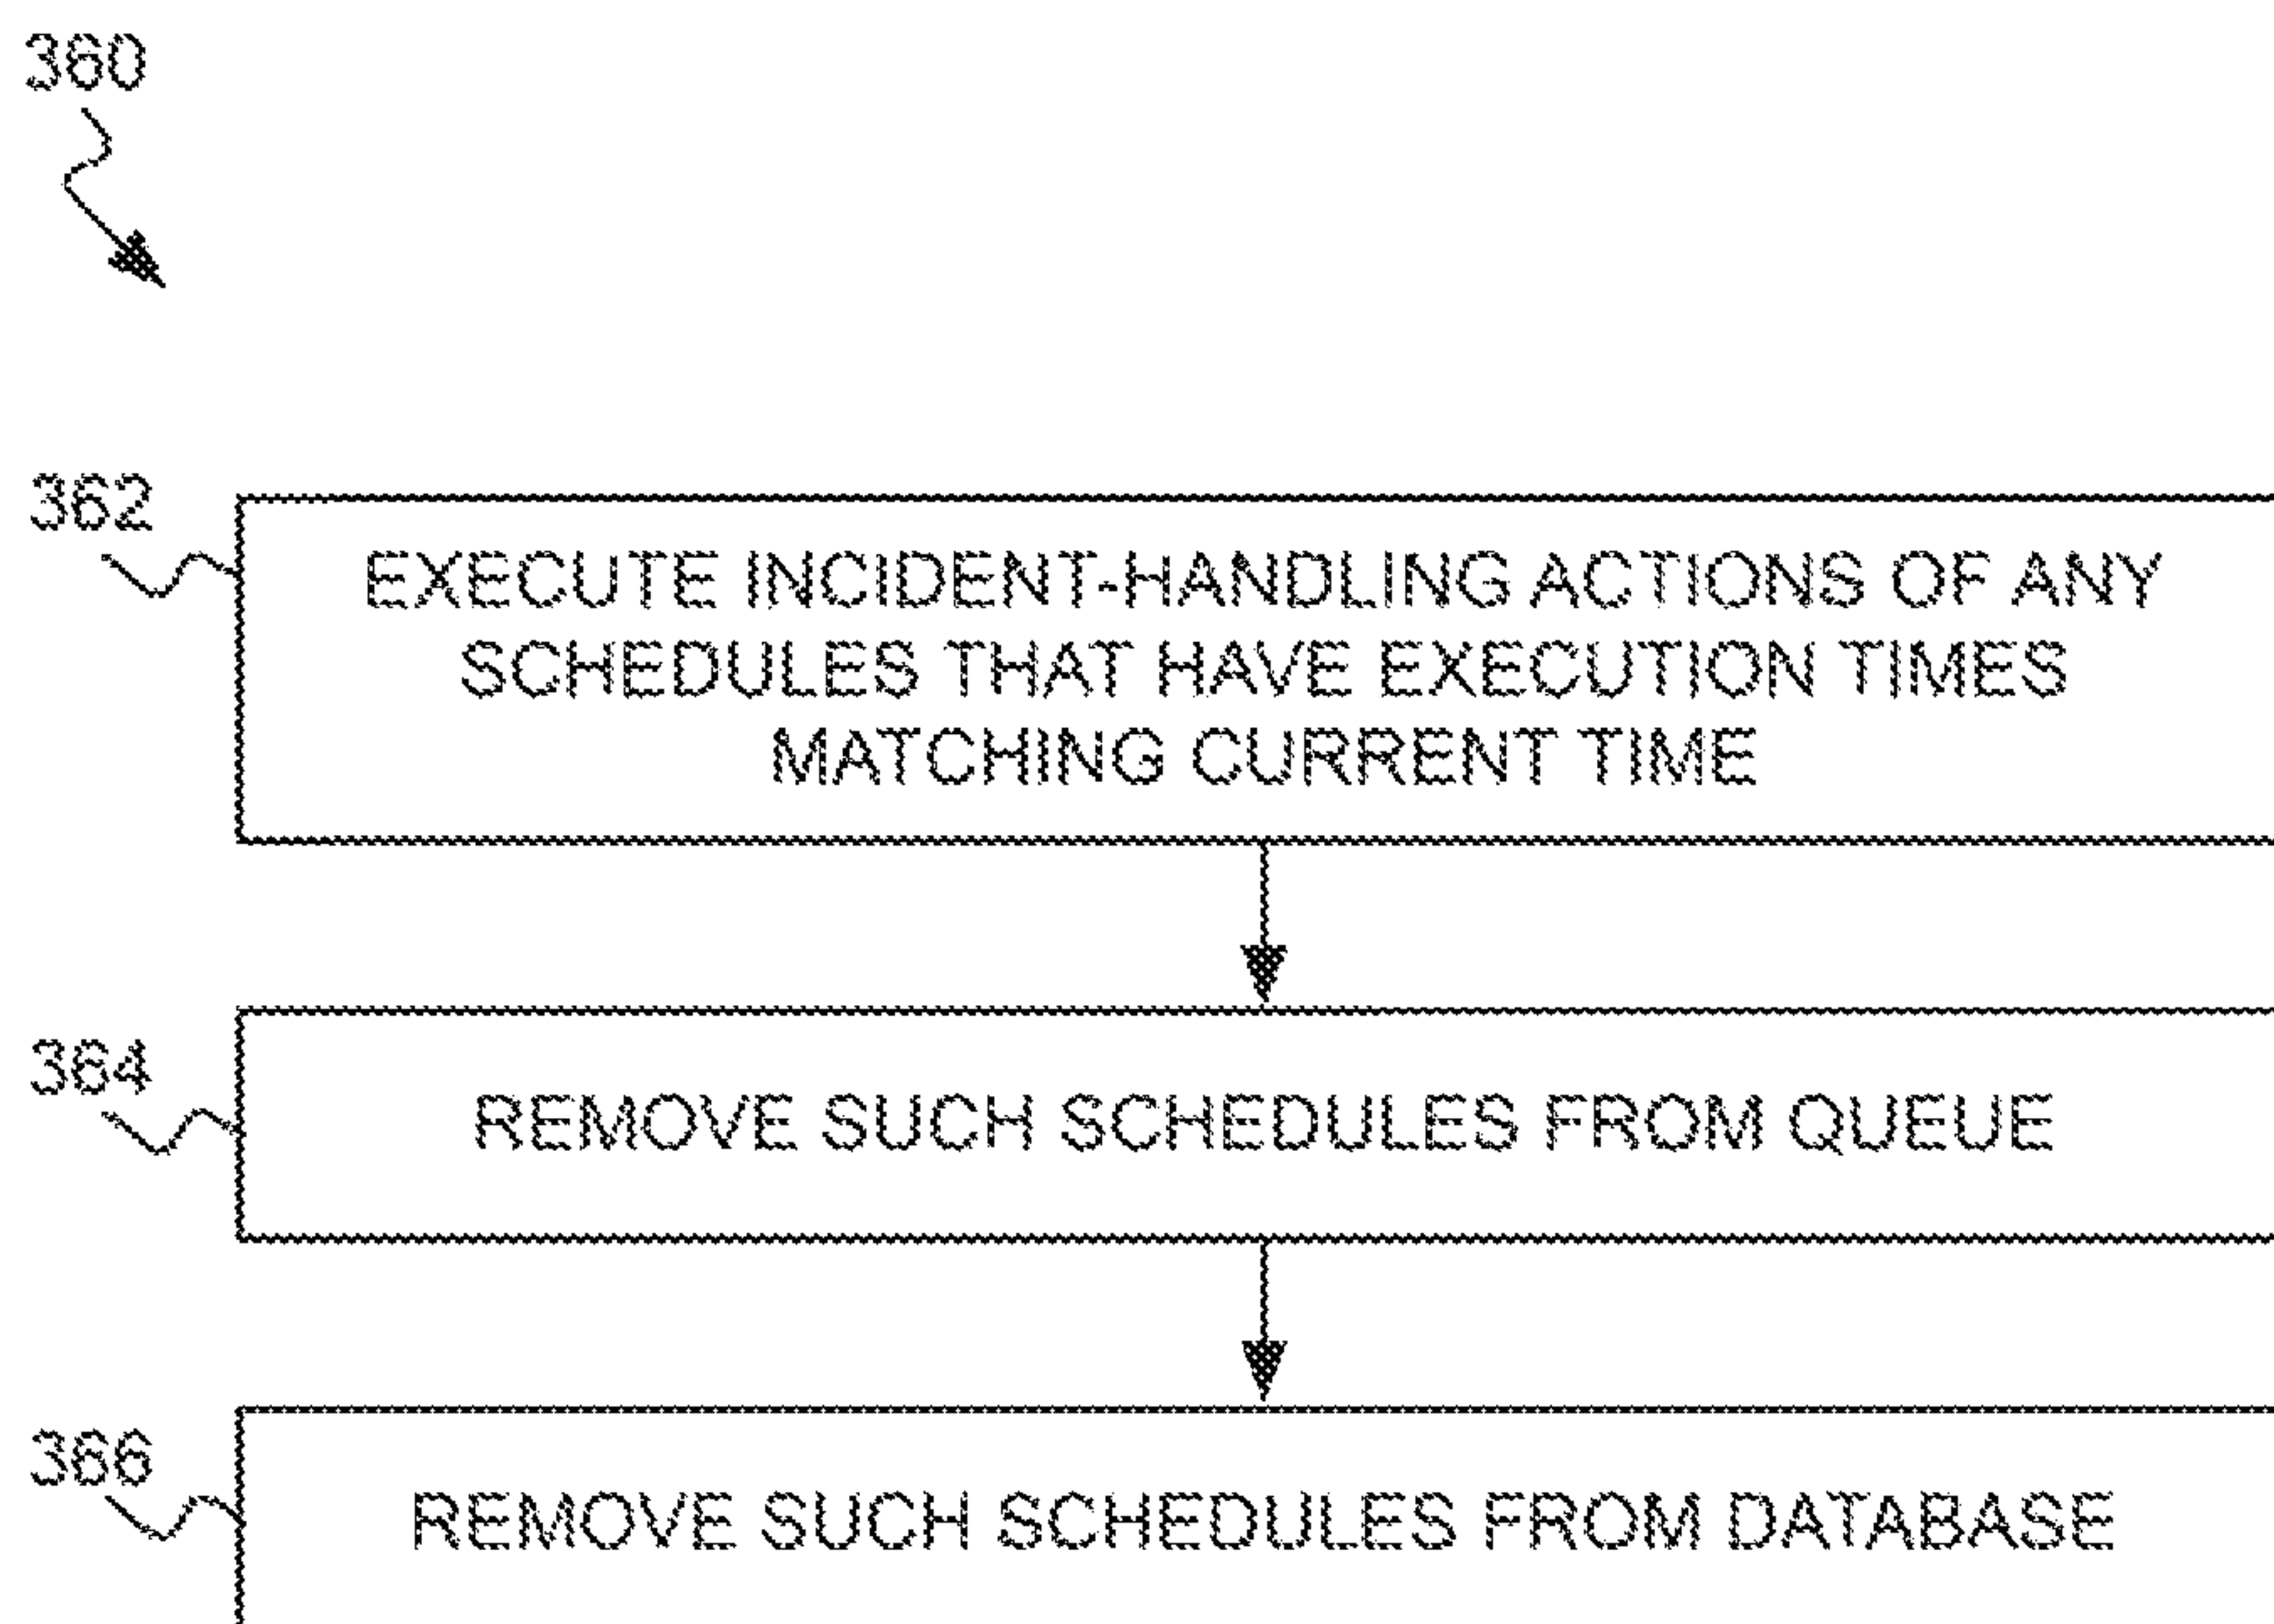 360
362
EXECUTE INCIDENT-HANDLING ACTIONS OF ANY
SCHEDULES THAT HAVE EXECUTION TIMES
MATCHING CURRENT TIME
364
REMOVE SUCH SCHEDULES FROM QUEUE
366
REMOVE SUCH SCHEDULES FROM DATABASE